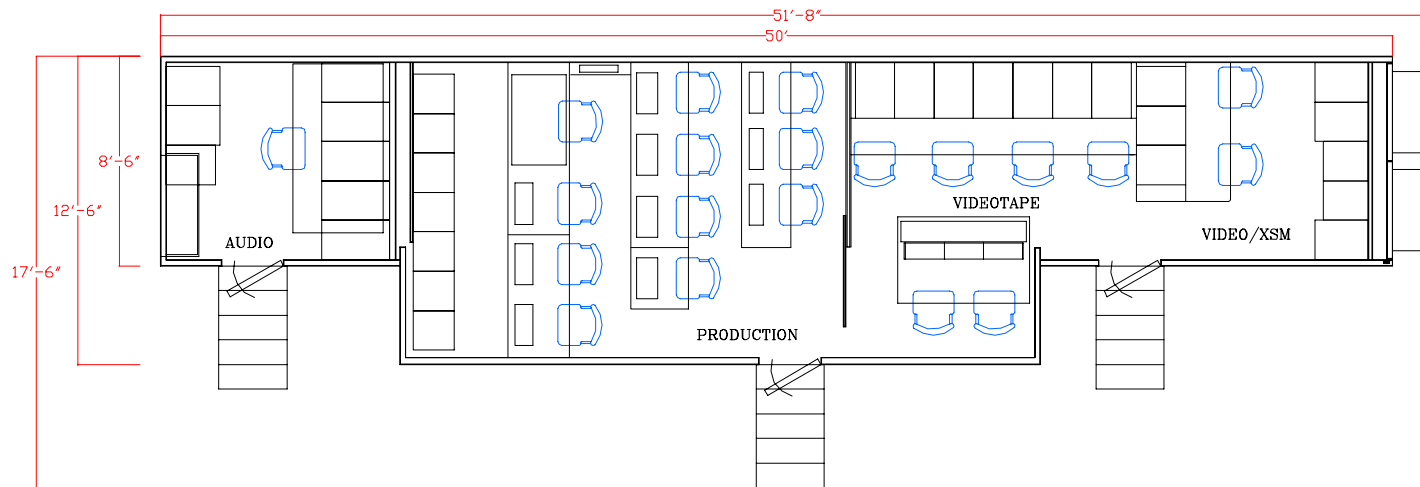 51'-8"
50'
8'-6"
12'-6"
17'-6"
AUDIO
VIDEOTAPE
VIDEO/XSM
PRODUCTION